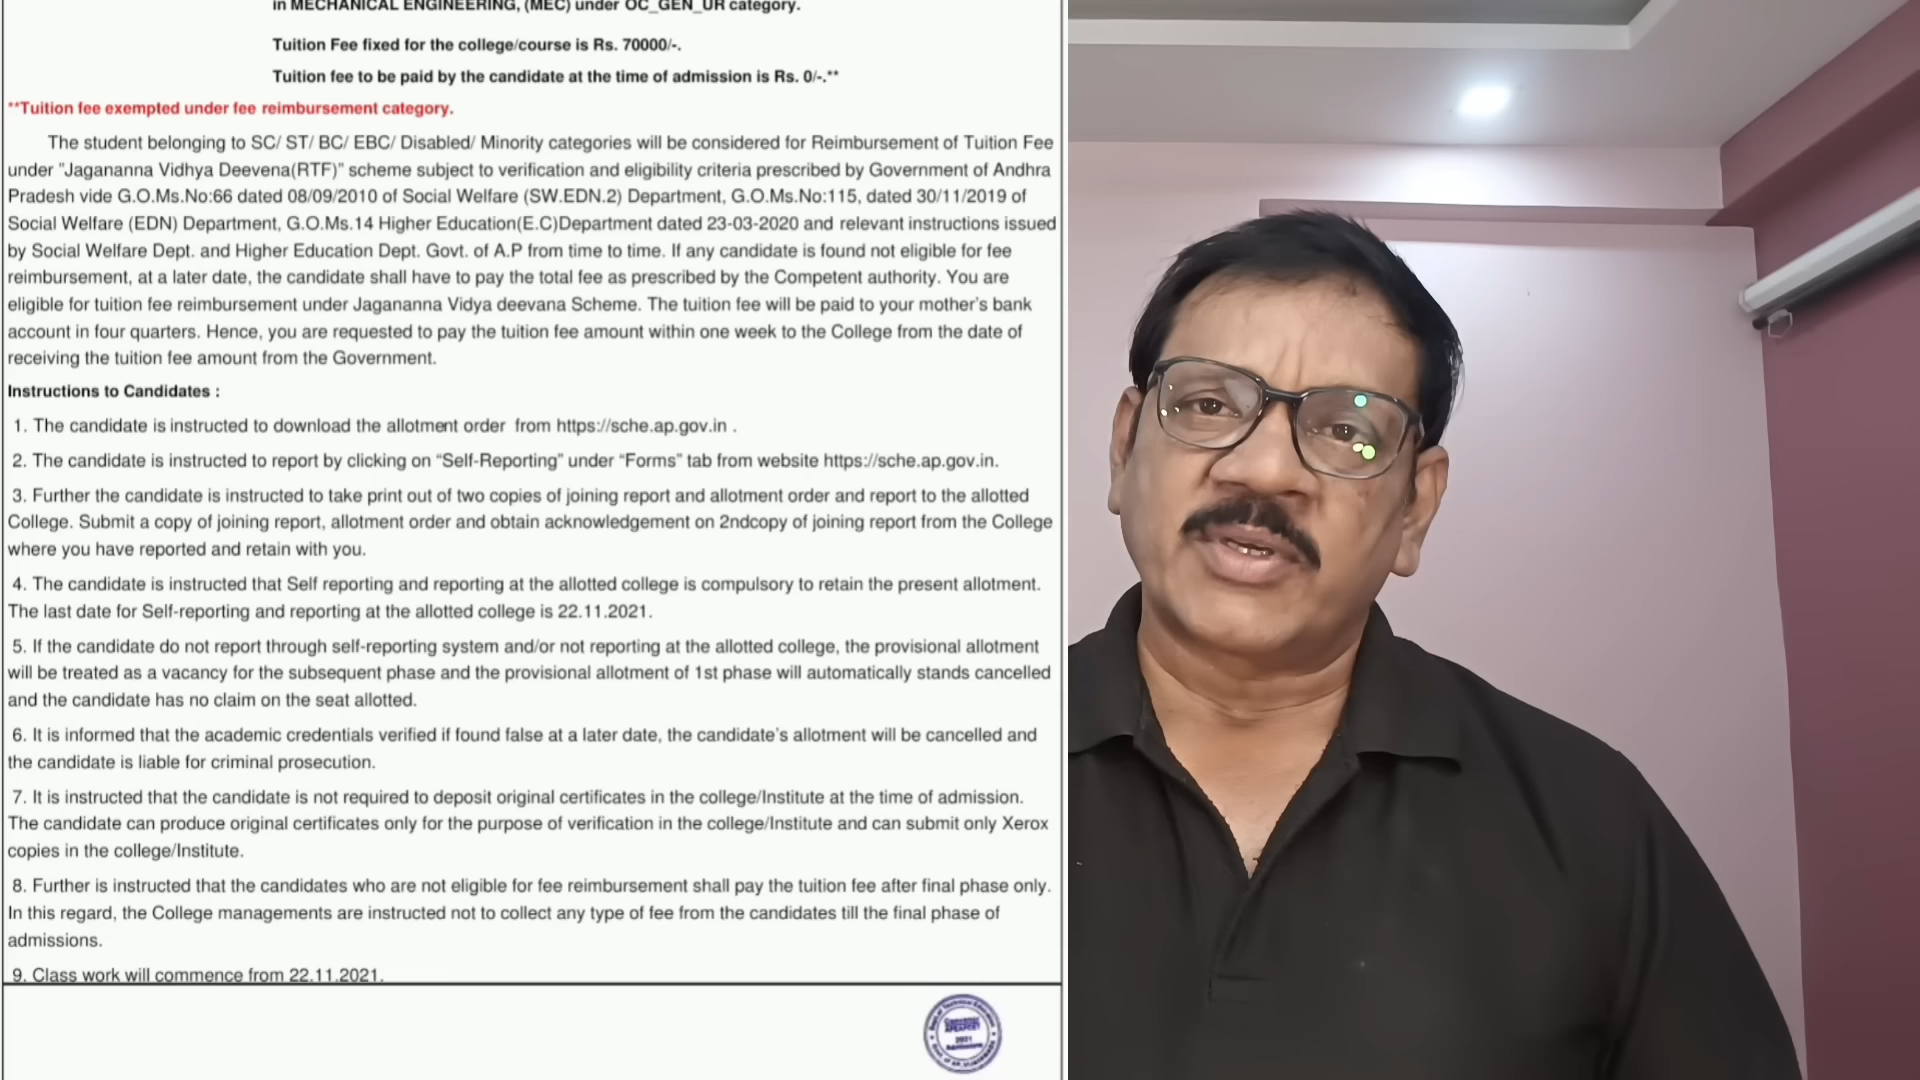 in MECHANICAL ENGINEERING, (MEC) under OC_GEN_UR category.
Tuition Fee fixed for the college/course is Rs. 70000/-.
Tuition fee to be paid by the candidate at the time of admission is Rs. 0/-.**
**Tuition fee exempted under fee reimbursement category.
The student belonging to SC/ ST/ BC/ EBC/ Disabled/ Minority categories will be considered for Reimbursement of Tuition Fee
under "Jagananna Vidhya Deevena(RTF)" scheme subject to verification and eligibility criteria prescribed by Government of Andhra
Pradesh vide G.O.Ms.No:66 dated 08/09/2010 of Social Welfare (SW.EDN.2) Department, G.O.Ms.No:115, dated 30/11/2019 of
Social Welfare (EDN) Department, G.O.Ms.14 Higher Education(E.C)Department dated 23-03-2020 and relevant instructions issued
by Social Welfare Dept. and Higher Education Dept. Govt. of A.P from time to time. If any candidate is found not eligible for fee
reimbursement, at a later date, the candidate shall have to pay the total fee as prescribed by the Competent authority. You are
eligible for tuition fee reimbursement under Jagananna Vidya deevana Scheme. The tuition fee will be paid to your mother's bank
account in four quarters. Hence, you are requested to pay the tuition fee amount within one week to the College from the date of
receiving the tuition fee amount from the Government.
Instructions to Candidates :
1. The candidate is instructed to download the allotment order from https://sche.ap.gov.in .
2. The candidate is instructed to report by clicking on “Self-Reporting” under “Forms” tab from website https://sche.ap.gov.in.
3. Further the candidate is instructed to take print out of two copies of joining report and allotment order and report to the allotted
College. Submit a copy of joining report, allotment order and obtain acknowledgement on 2ndcopy of joining report from the College
where you have reported and retain with you.
4. The candidate is instructed that Self reporting and reporting at the allotted college is compulsory to retain the present allotment.
The last date for Self-reporting and reporting at the allotted college is 22.11.2021.
5. If the candidate do not report through self-reporting system and/or not reporting at the allotted college, the provisional allotment
will be treated as a vacancy for the subsequent phase and the provisional allotment of 1st phase will automatically stands cancelled
and the candidate has no claim on the seat allotted.
6. It is informed that the academic credentials verified if found false at a later date, the candidate's allotment will be cancelled and
the candidate is liable for criminal prosecution.
7. It is instructed that the candidate is not required to deposit original certificates in the college/Institute at the time of admission.
The candidate can produce original certificates only for the purpose of verification in the college/Institute and can submit only Xerox
copies in the college/Institute.
8. Further is instructed that the candidates who are not eligible for fee reimbursement shall pay the tuition fee after final phase only.
In this regard, the College managements are instructed not to collect any type of fee from the candidates till the final phase of
admissions.
9. Class work will commence from 22.11.2021.
Convenor
2021
Admissions